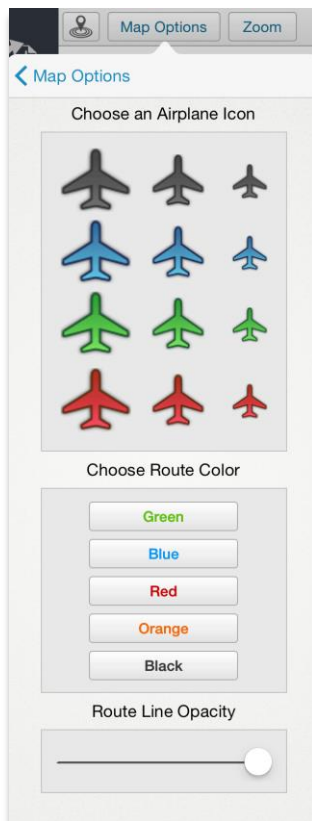 Map Options Zoom
Map Options
Choose an Airplane Icon
Choose Route Color
Green
Blue
Red
Orange
Black
Route Line Opacity